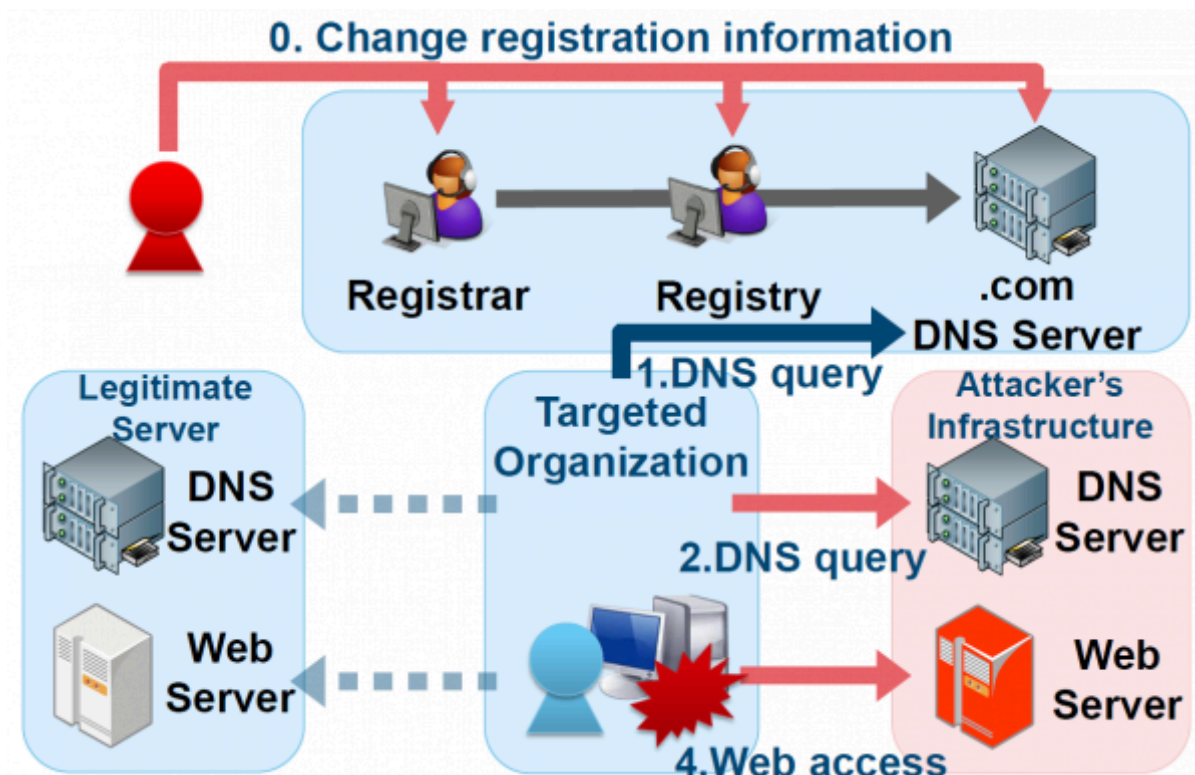 0. Change registration information
Registrar
Registry
.com
DNS Server
1.DNS query
Legitimate
Server
DNS
Server
Web
Server
Targeted
Organization
2.DNS query
4.Web access
Attacker's
Infrastructure
DNS
Server
Web
Server